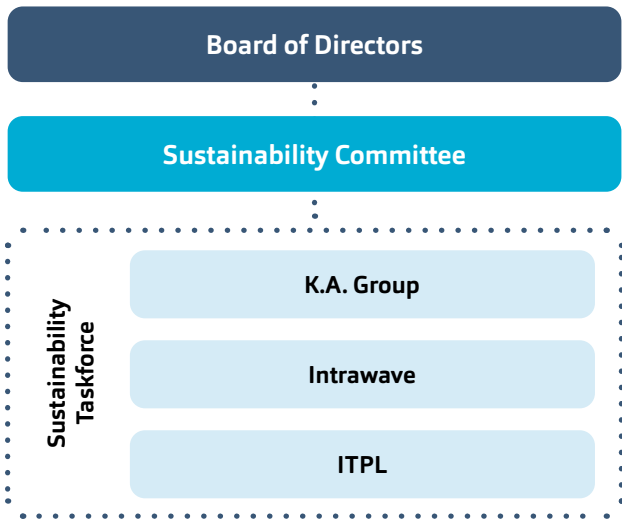 Board of Directors
Sustainability Committee
Sustainability
Taskforce
K.A. Group
Intrawave
ITPL